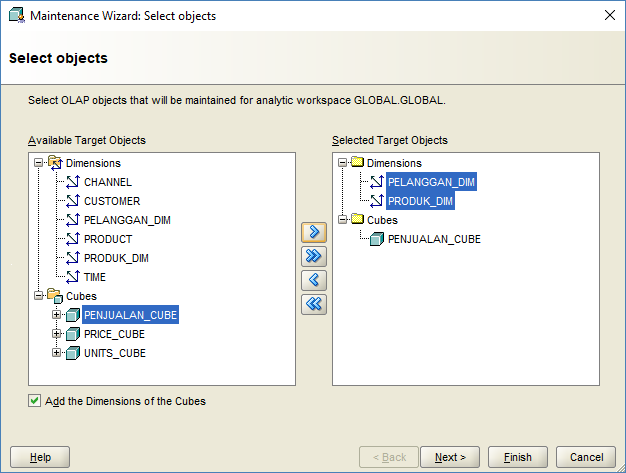 Maintenance Wizard: Select objects
Select objects
Select OLAP objects that will be maintained for analytic workspace GLOBAL.GLOBAL.
Available Target Objects
Dimensions
CHANNEL
CUSTOMER
PELANGGAN_DIM
PRODUCT
PRODUK_DIM
TIME
Cubes
PENJUALAN_CUBE
PRICE_CUBE
UNITS_CUBE
Selected Target Objects
Dimensions
PELANGGAN_DIM
PRODUK_DIM
Cubes
PENJUALAN_CUBE
Add the Dimensions of the Cubes
Help
< Back
Next >
Finish
Cancel